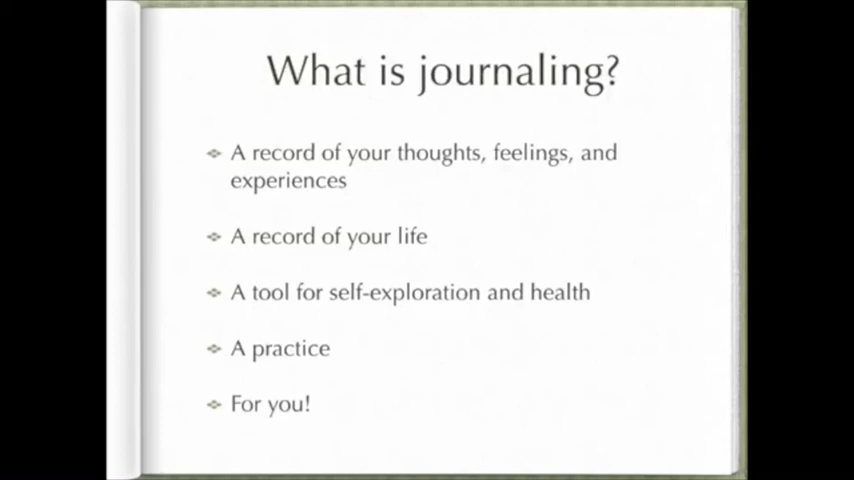 What is journaling?
A record of your thoughts, feelings, and
experiences
A record of your life
A tool for self-exploration and health
A practice
For you!